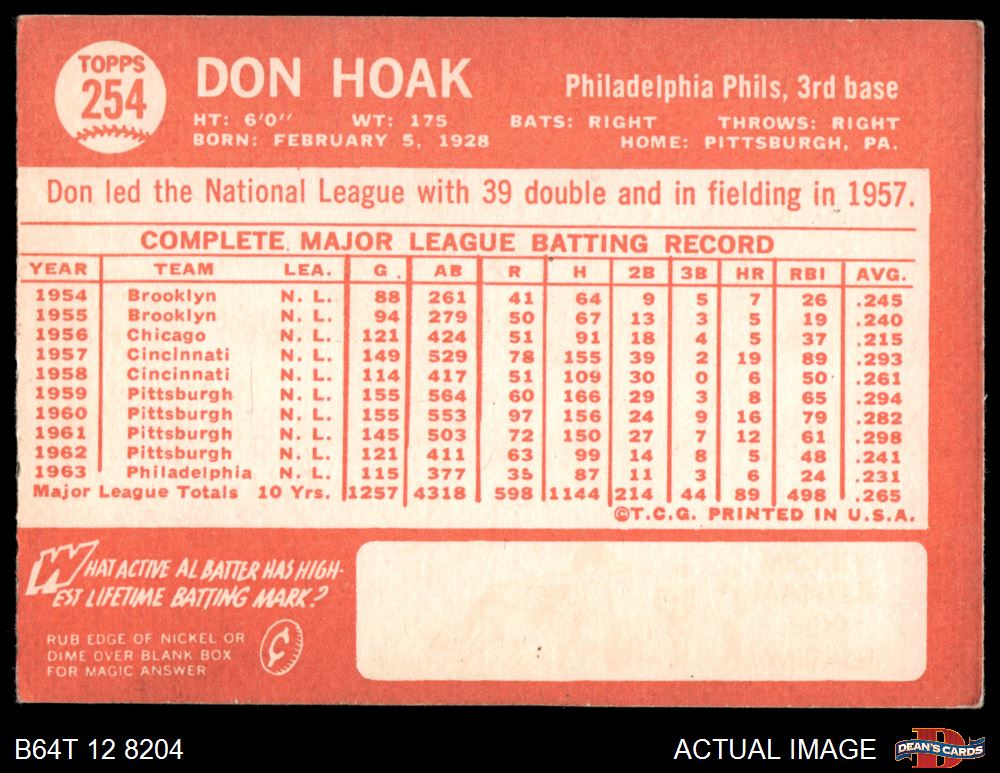 TOPPS
254
DON HOAK
Philadelphia Phils, 3rd base
HT: 6'0" WT: 175 BATS: RIGHT THROWS: RIGHT
BORN: FEBRUARY 5, 1928 HOME: PITTSBURGH, PA.
Don led the National League with 39 double and in fielding in 1957.
COMPLETE MAJOR LEAGUE BATTING RECORD
YEAR TEAM LEA. G AB R H 2B 3B HR RBI AVG.
1954 Brooklyn N. L. 88 261 41 64 9 5 7 26 .245
1955 Brooklyn N. L. 94 279 50 67 13 3 5 19 .240
1956 Chicago N. L. 121 424 51 91 18 4 5 37 .215
1957 Cincinnati N. L. 149 529 78 155 39 2 19 89 .293
1958 Cincinnati N. L. 114 417 51 109 30 0 6 50 .261
1959 Pittsburgh N. L. 155 564 60 166 29 3 8 65 .294
1960 Pittsburgh N. L. 155 553 97 156 24 9 16 79 .282
1961 Pittsburgh N. L. 145 503 72 150 27 7 12 61 .298
1962 Pittsburgh N. L. 121 411 63 99 14 8 5 48 .241
1963 Philadelphia N. L. 115 377 35 87 11 3 6 24 .231
Major League Totals 10 Yrs. 1257 4318 598 1144 214 44 89 498 .265
©T.C.G. PRINTED IN U.S.A.
WHAT ACTIVE AL BATTER HAS HIGH-
EST LIFETIME BATTING MARK?
RUB EDGE OF NICKEL OR
DIME OVER BLANK BOX
FOR MAGIC ANSWER
¢
B64T 12 8204
ACTUAL IMAGE
D
DEAN'S CARDS